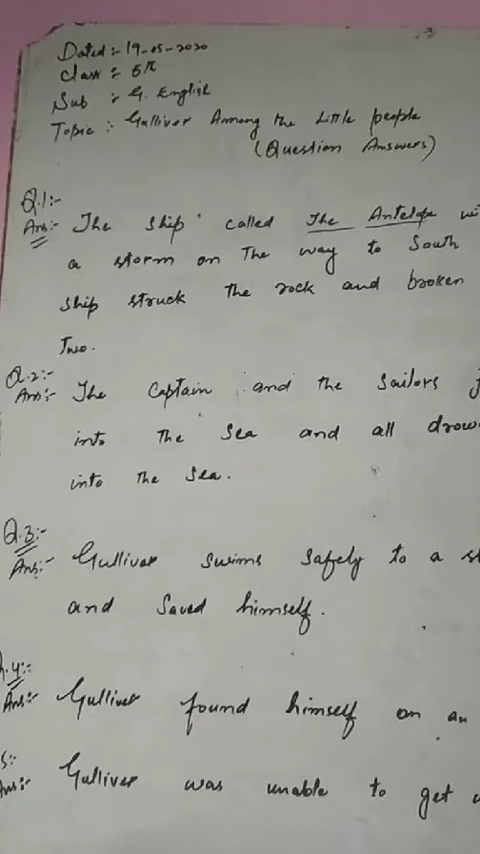 Dated :- 19-05-2020
Class :- 5th
Sub :- G. English
Topic :- Gulliver Among the Little people
(Question Answers)
Q.1:-
Ans:- The ship called The Antelope
a storm on The way to South
ship struck the rock and broken
Two.
Q.2:-
Ans:- The Captain and the Sailors
into the Sea and all
into the Sea.
Q.3:-
Ans:- Gulliver swims safely to a
and saved himself.
4:-
Ans:- Gulliver found himself on an
Gulliver was unable to get